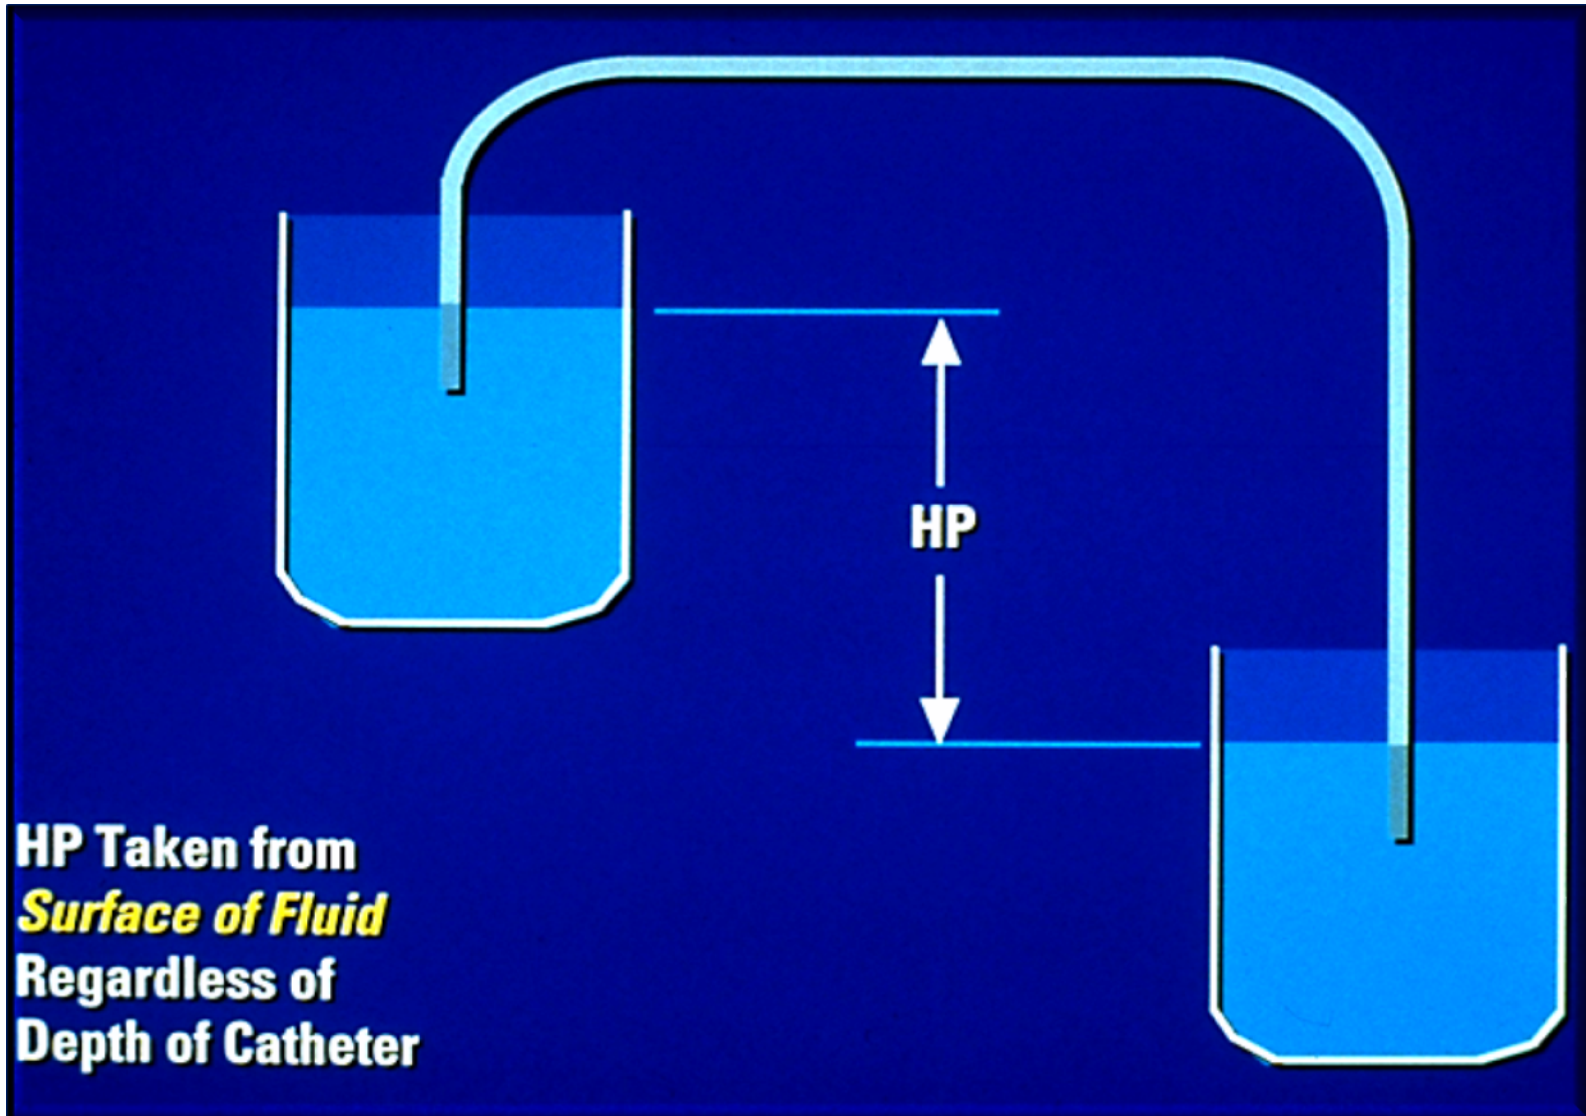 HP
HP Taken from
Surface of Fluid
Regardless of
Depth of Catheter